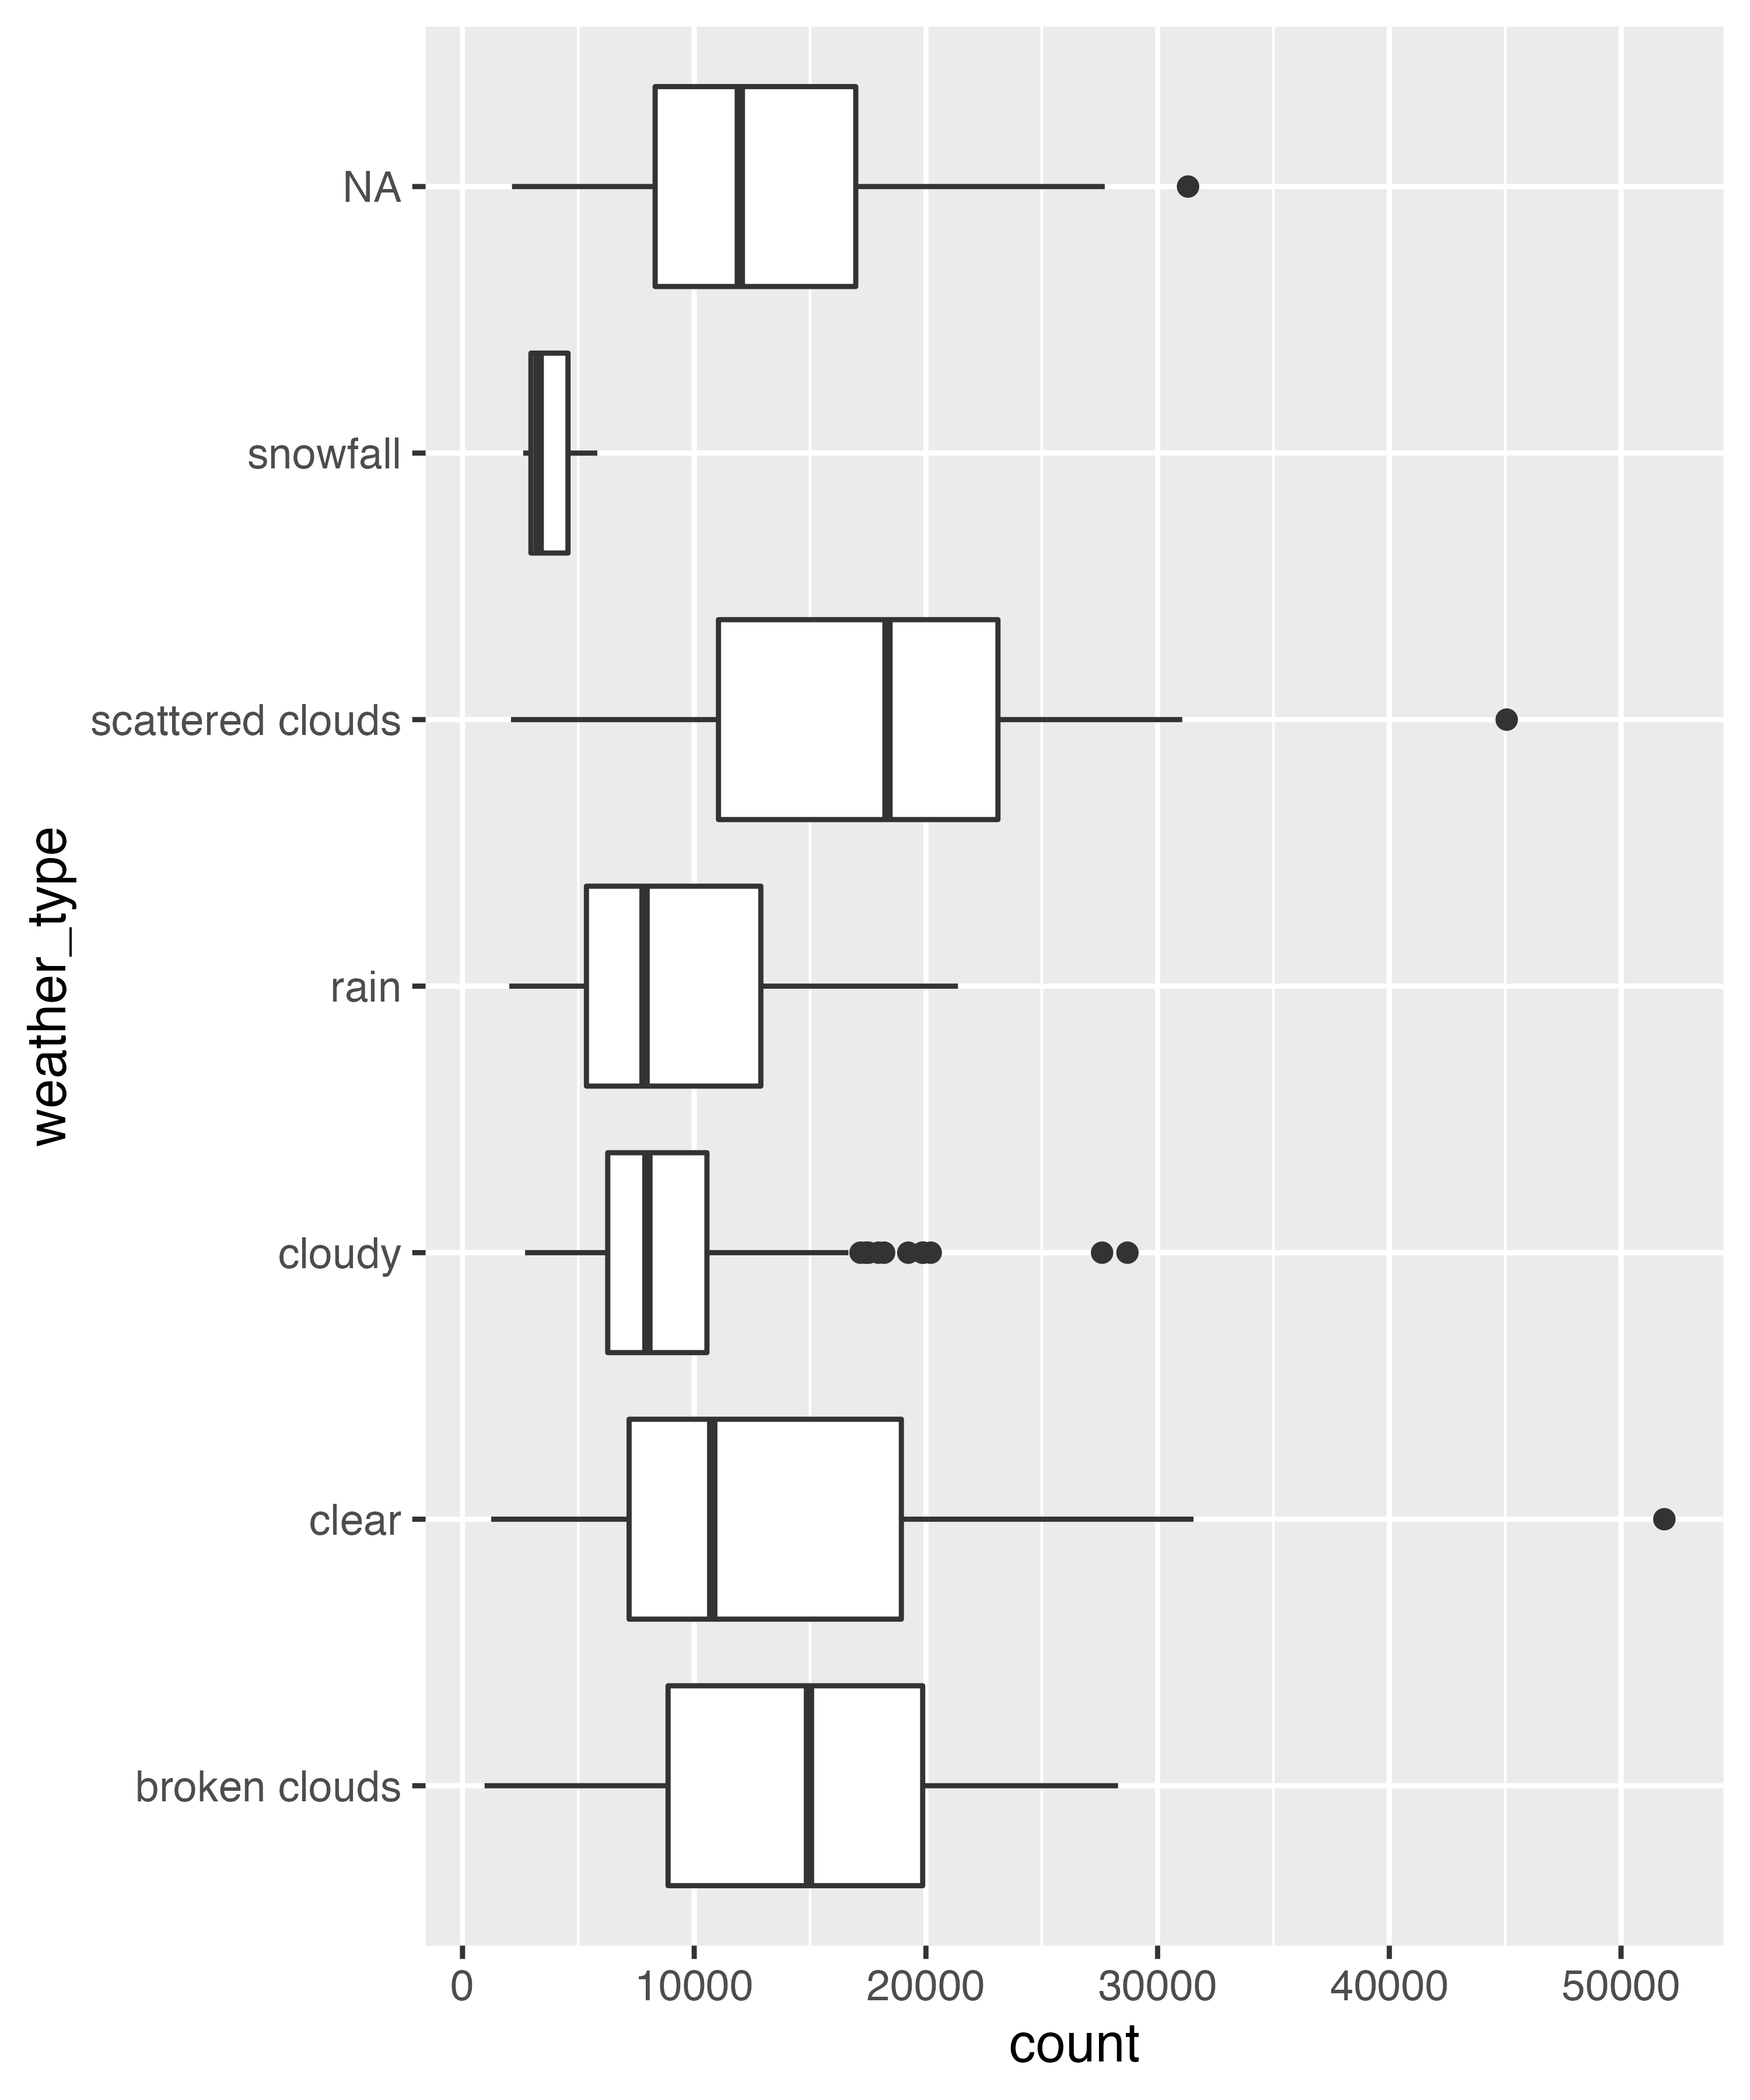 NA
snowfall
scattered clouds
rain
cloudy
clear
broken clouds
weather_type
0 10000 20000 30000 40000 50000
count